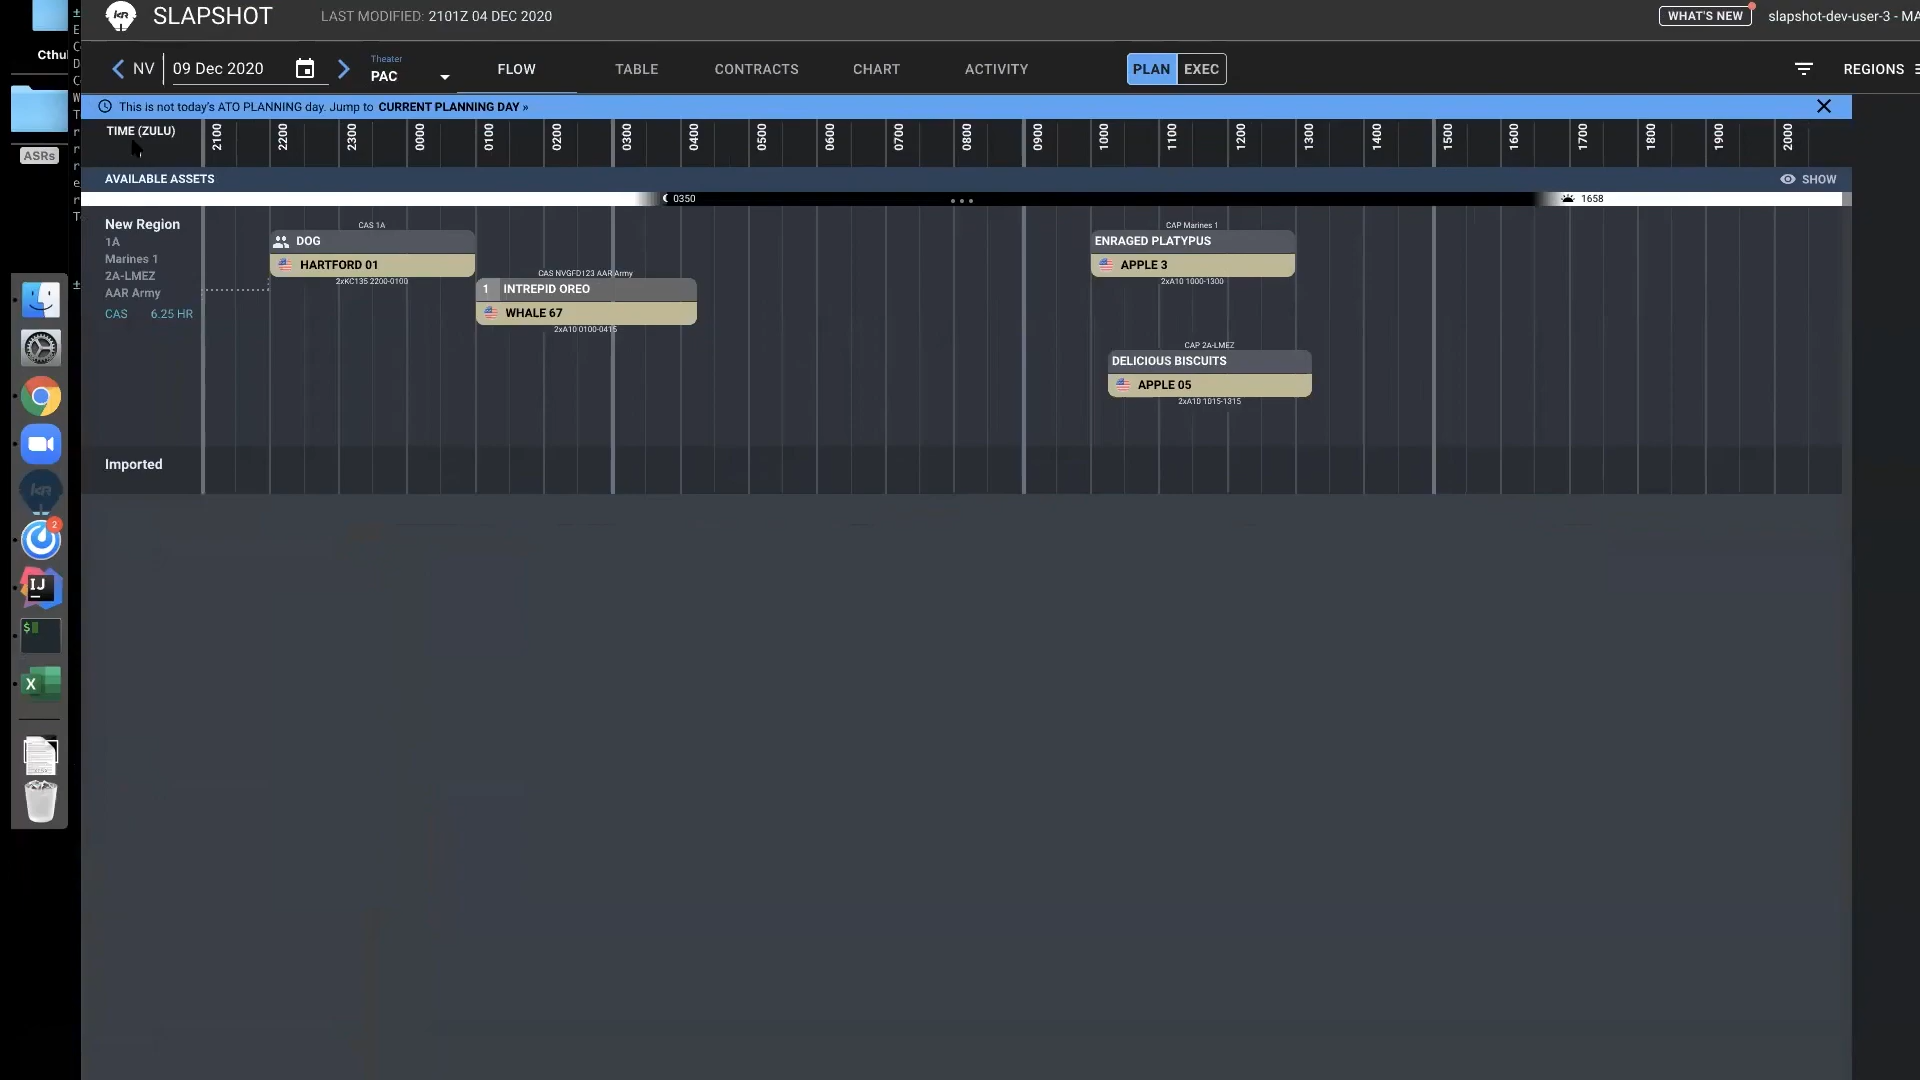 SLAPSHOT
LAST MODIFIED: 2101Z 04 DEC 2020
WHAT'S NEW
slapshot-dev-user-3 - MA
NV
09 Dec 2020
Theater
PAC
FLOW
TABLE
CONTRACTS
CHART
ACTIVITY
PLAN
EXEC
REGIONS
This is not today's ATO PLANNING day. Jump to CURRENT PLANNING DAY »
TIME (ZULU)
2100
2200
2300
0000
0100
0200
0300
0400
0500
0600
0700
0800
0900
1000
1100
1200
1300
1400
1500
1600
1700
1800
1900
2000
AVAILABLE ASSETS
SHOW
0350
1658
New Region
1A
Marines 1
2A-LMEZ
AAR Army
CAS 6.25 HR
CAS 1A
DOG
HARTFORD 01
2xKC135 2200-0100
CAS NVGFD123 AAR Army
1 INTREPID OREO
WHALE 67
2xA10 0100-0415
CAP Marines 1
ENRAGED PLATYPUS
APPLE 3
2xA10 1000-1300
CAP 2A-LMEZ
DELICIOUS BISCUITS
APPLE 05
2xA10 1015-1315
Imported
Cthu
ASRs
2
IJ
$
X